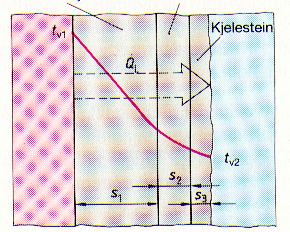 Kjelestein
t_v1
Q̇_L
t_v2
s_1
s_2
s_3